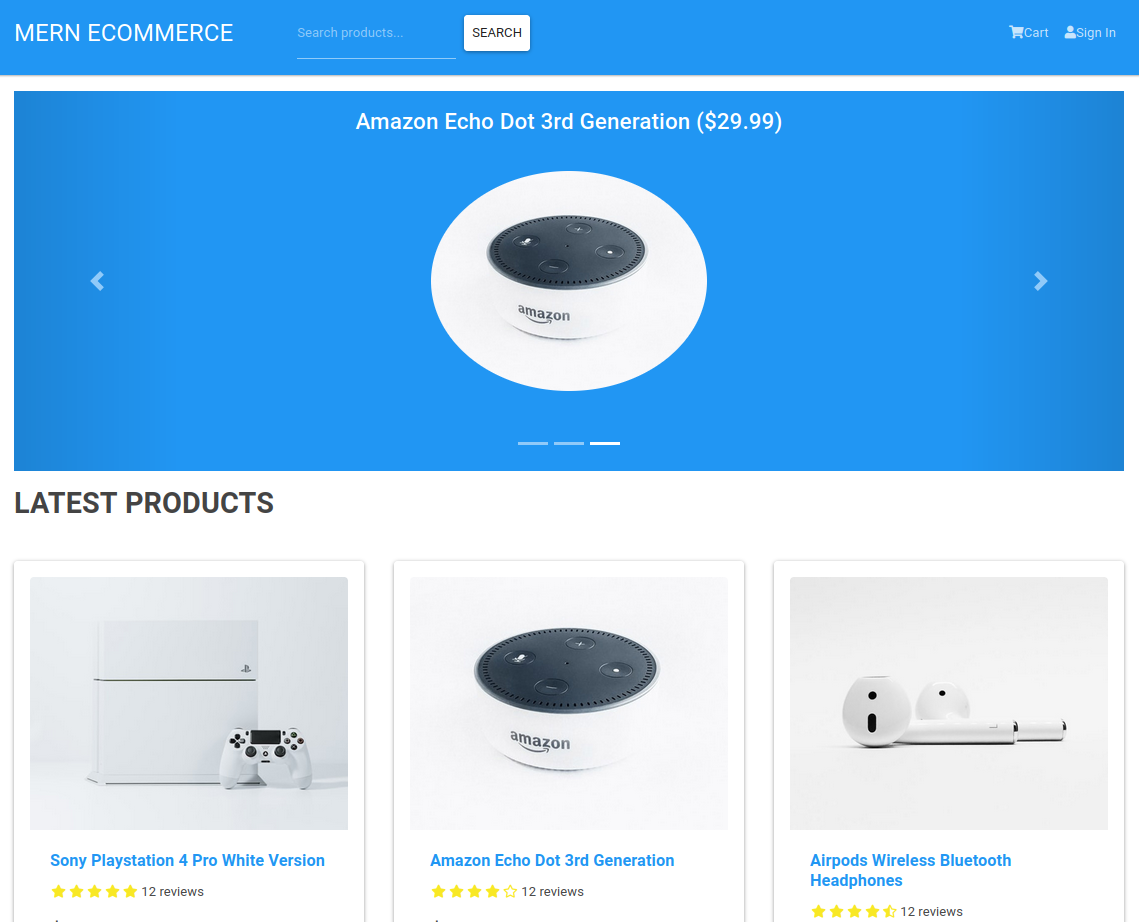 MERN ECOMMERCE
Search products...
SEARCH
Cart
Sign In
Amazon Echo Dot 3rd Generation ($29.99)
amazon
LATEST PRODUCTS
amazon
Sony Playstation 4 Pro White Version
12 reviews
Amazon Echo Dot 3rd Generation
12 reviews
Airpods Wireless Bluetooth
Headphones
12 reviews